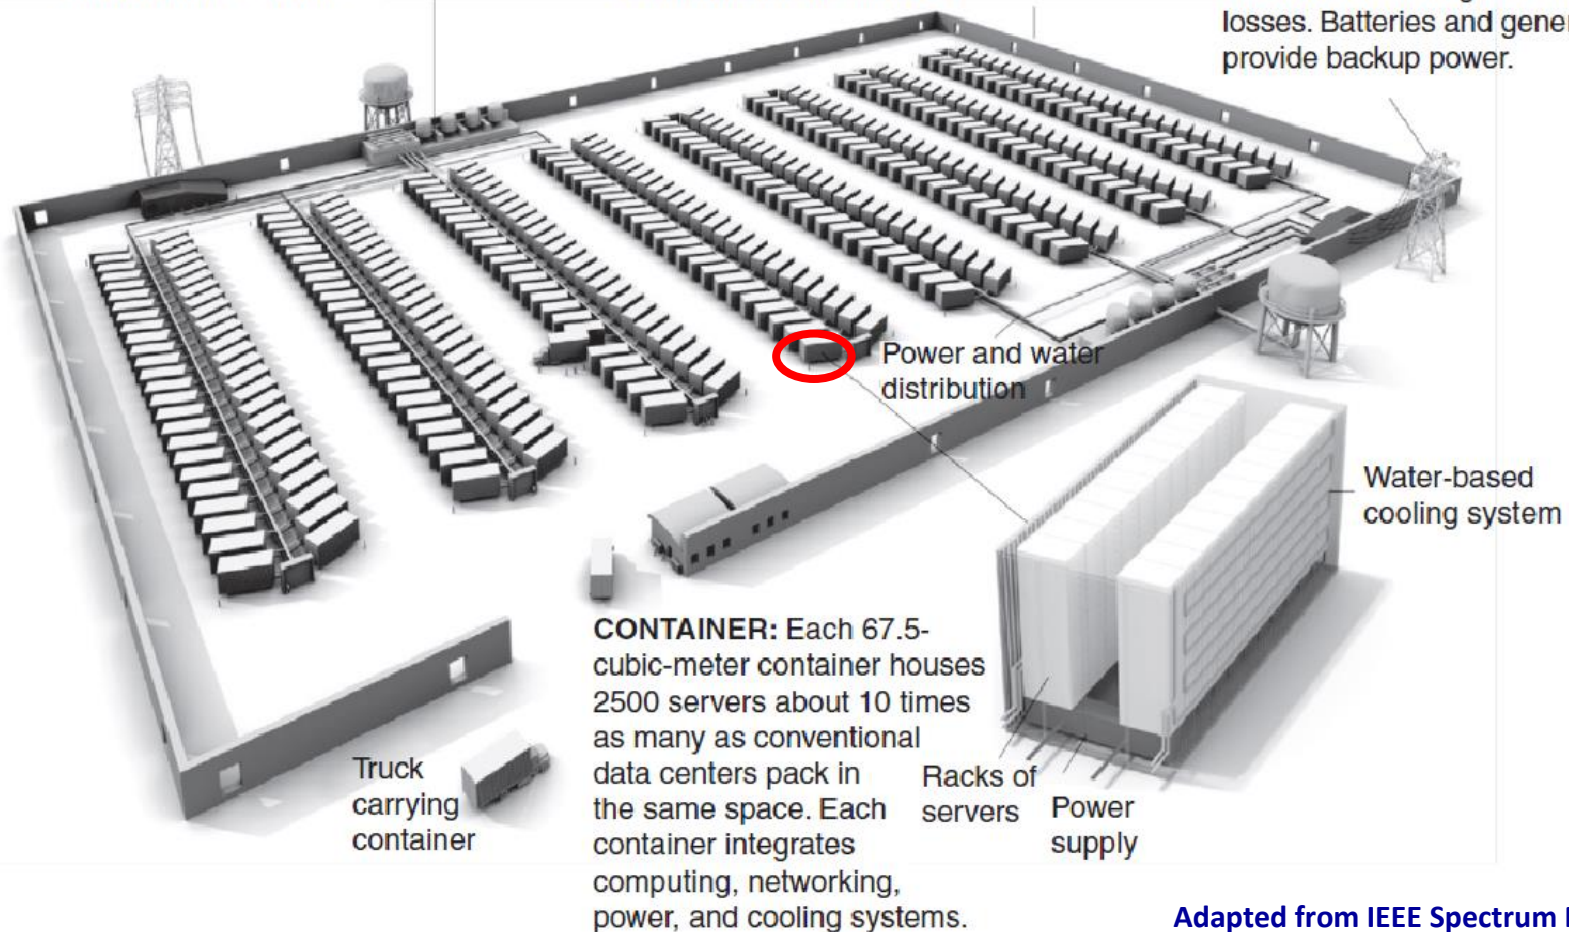 losses. Batteries and gener
provide backup power.
Power and water
distribution
Water-based
cooling system
CONTAINER: Each 67.5-
cubic-meter container houses
2500 servers about 10 times
as many as conventional
data centers pack in
the same space. Each
container integrates
computing, networking,
power, and cooling systems.
Truck
carrying
container
Racks of
servers
Power
supply
Adapted from IEEE Spectrum